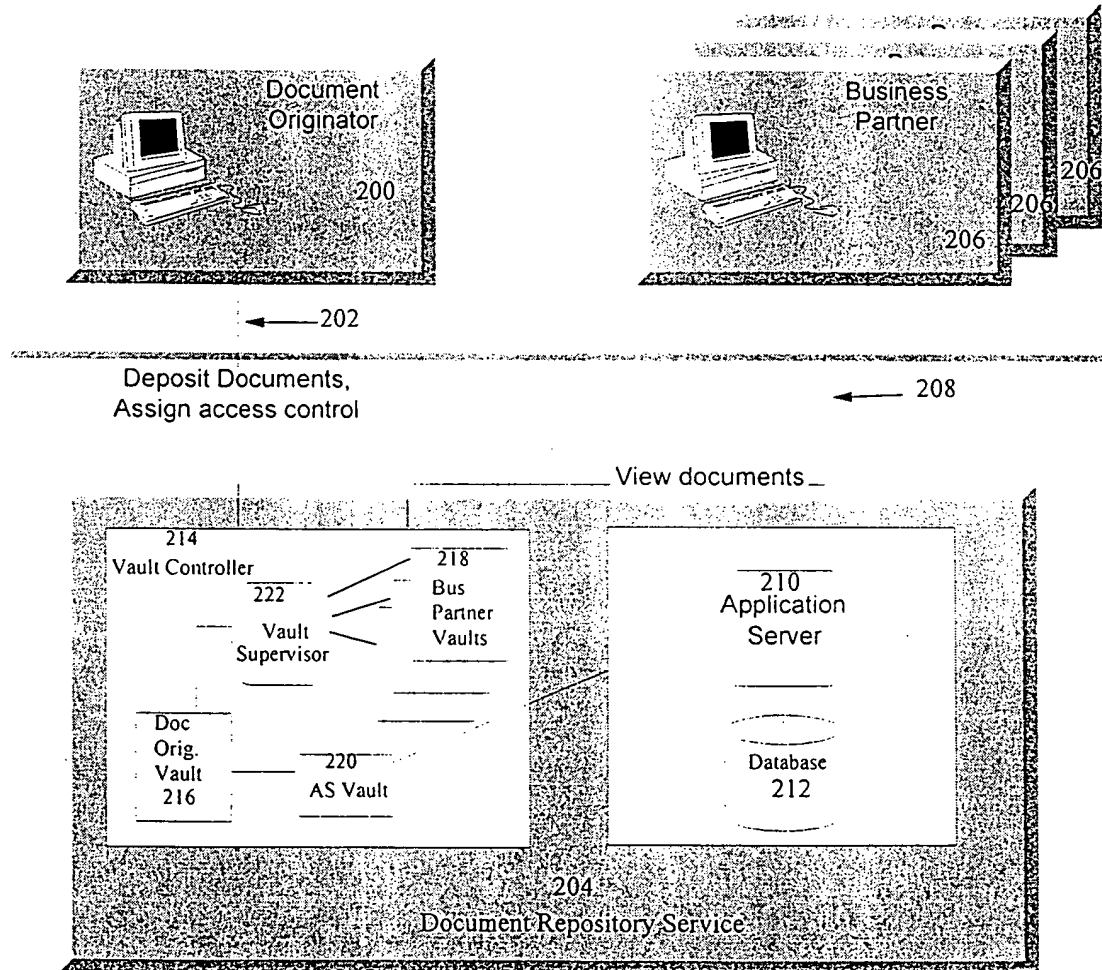 Document
Originator
200
Business
Partner
206
206
206
202
Deposit Documents,
Assign access control
208
View documents
214
Vault Controller
222
Vault
Supervisor
218
Bus
Partner
Vaults
Doc
Orig.
Vault
216
220
AS Vault
210
Application
Server
Database
212
204
Document Repository Service